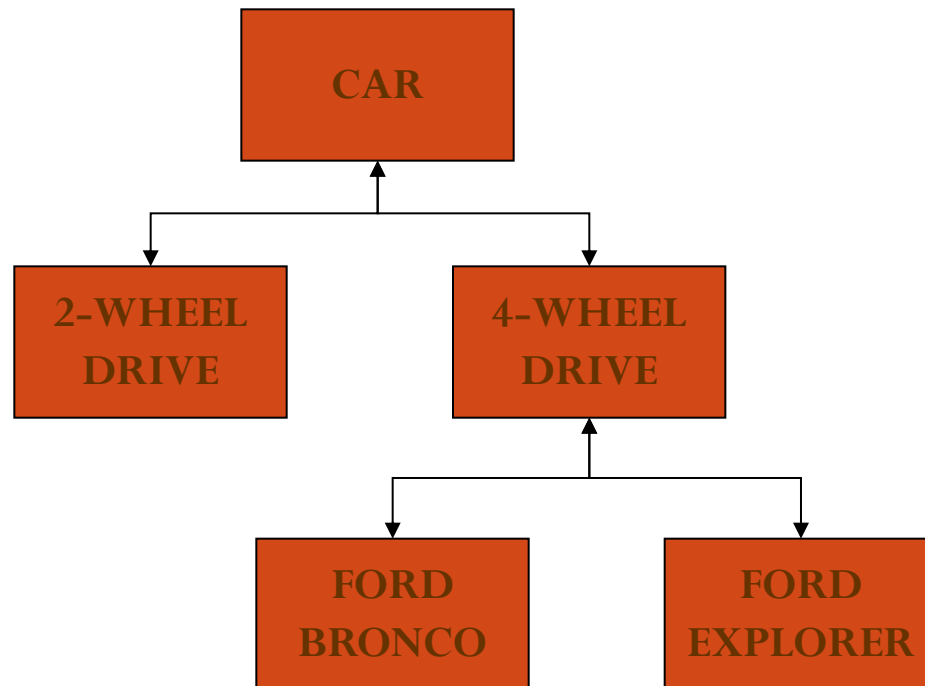 CAR
2-WHEEL
DRIVE
4-WHEEL
DRIVE
FORD
BRONCO
FORD
EXPLORER